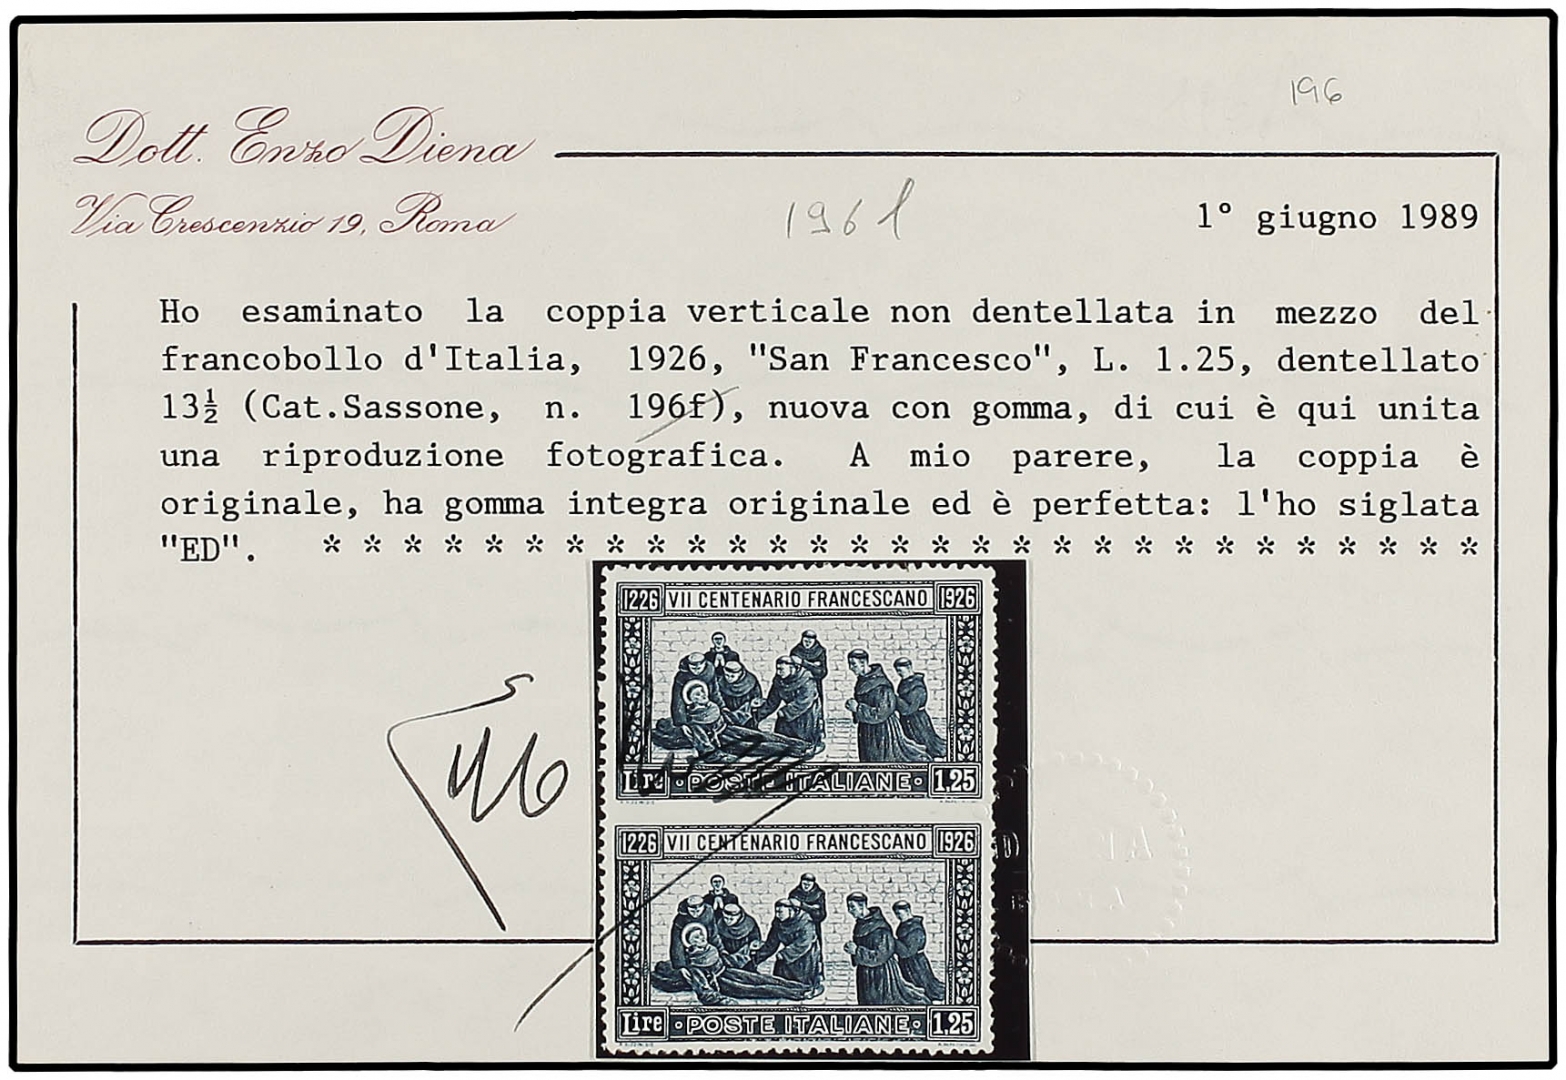 196
Dott. Enzo Diena
Via Crescenzio 19, Roma
196 l
1° giugno 1989
Ho esaminato la coppia verticale non dentellata in mezzo del
francobollo d'Italia, 1926, "San Francesco", L. 1.25, dentellato
13½ (Cat.Sassone, n. 196f), nuova con gomma, di cui è qui unita
una riproduzione fotografica. A mio parere, la coppia è
originale, ha gomma integra originale ed è perfetta: l'ho siglata
"ED". * * * * * * * * * * * * * * * * * * * * * * * * * * * * *
1226 VII CENTENARIO FRANCESCANO 1926
Lire · POSTE ITALIANE · 1,25
1226 VII CENTENARIO FRANCESCANO 1926
Lire · POSTE ITALIANE · 1,25